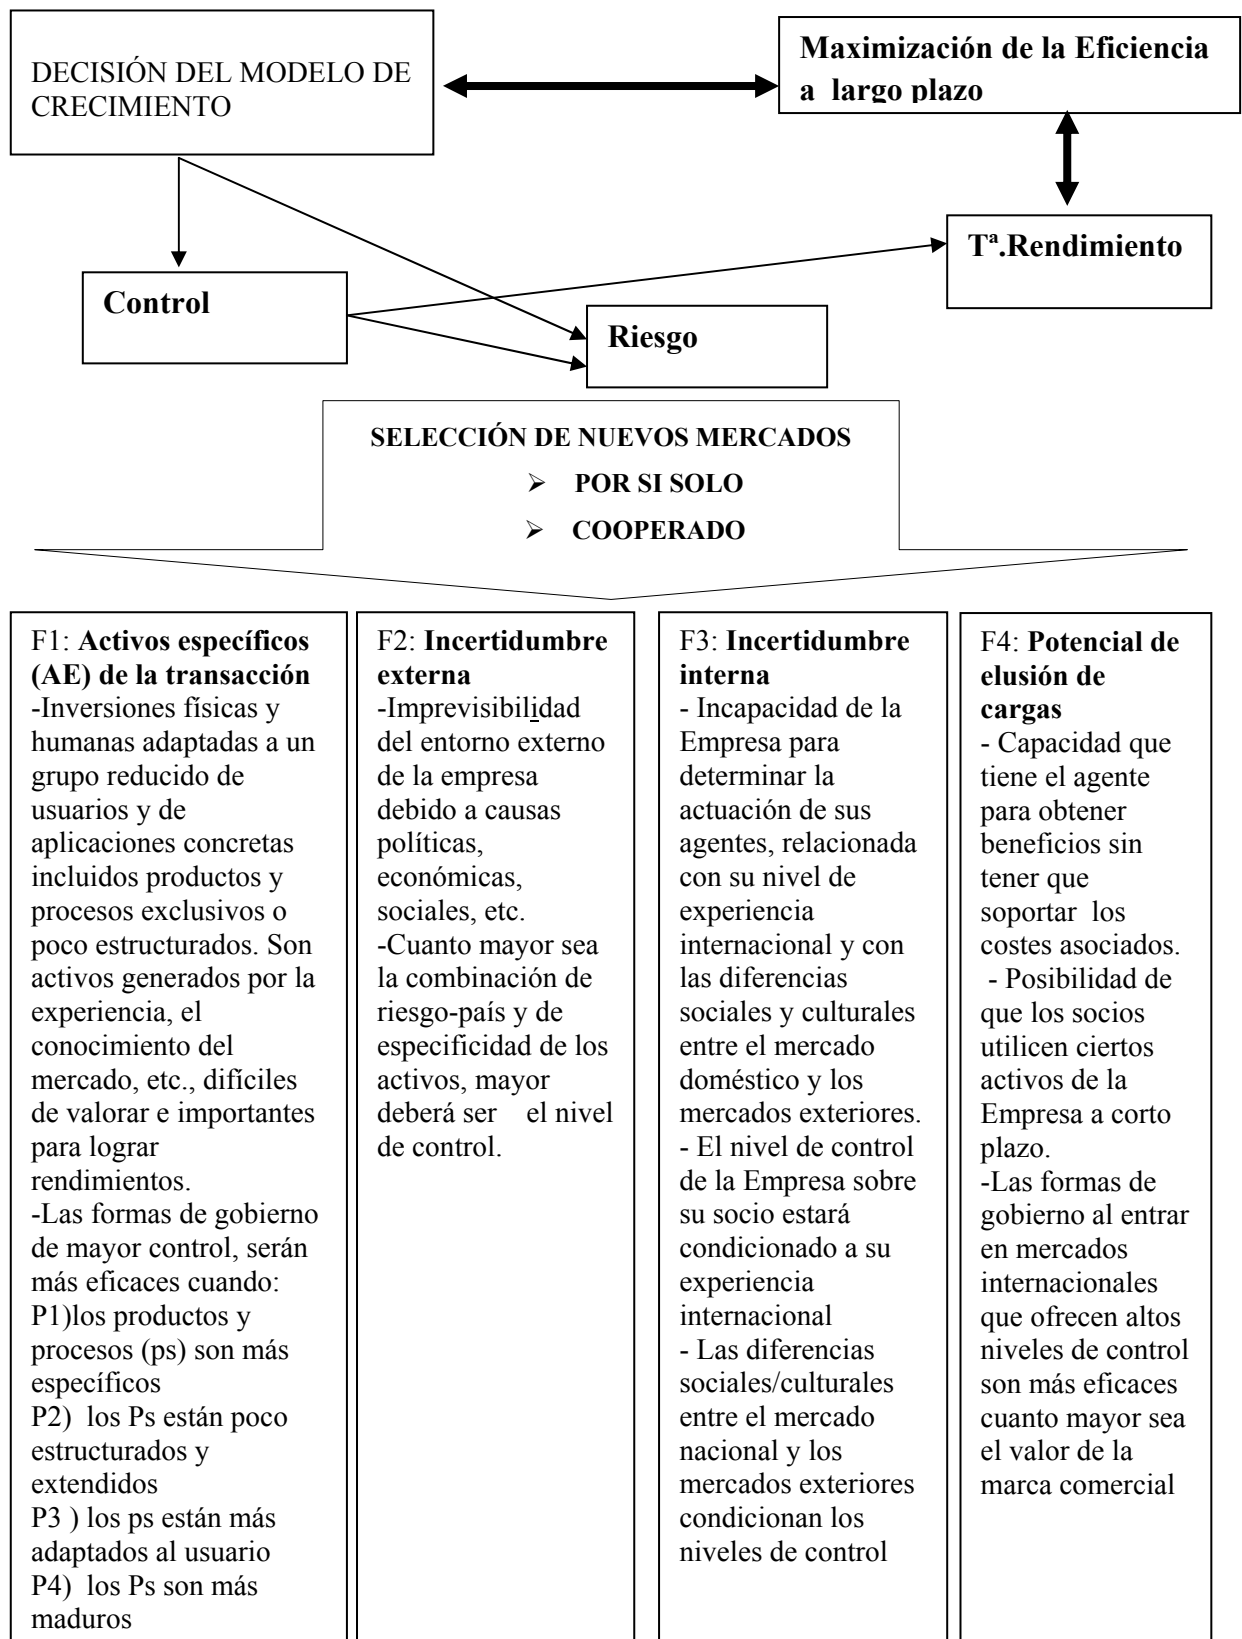 DECISIÓN DEL MODELO DE
CRECIMIENTO
Maximización de la Eficiencia
a largo plazo
Tª.Rendimiento
Control
Riesgo
SELECCIÓN DE NUEVOS MERCADOS
➢ POR SI SOLO
➢ COOPERADO
F1: Activos específicos
(AE) de la transacción
-Inversiones físicas y
humanas adaptadas a un
grupo reducido de
usuarios y de
aplicaciones concretas
incluidos productos y
procesos exclusivos o
poco estructurados. Son
activos generados por la
experiencia, el
conocimiento del
mercado, etc., difíciles
de valorar e importantes
para lograr
rendimientos.
-Las formas de gobierno
de mayor control, serán
más eficaces cuando:
P1)los productos y
procesos (ps) son más
específicos
P2) los Ps están poco
estructurados y
extendidos
P3 ) los ps están más
adaptados al usuario
P4) los Ps son más
maduros
F2: Incertidumbre
externa
-Imprevisibilidad
del entorno externo
de la empresa
debido a causas
políticas,
económicas,
sociales, etc.
-Cuanto mayor sea
la combinación de
riesgo-país y de
especificidad de los
activos, mayor
deberá ser el nivel
de control.
F3: Incertidumbre
interna
- Incapacidad de la
Empresa para
determinar la
actuación de sus
agentes, relacionada
con su nivel de
experiencia
internacional y con
las diferencias
sociales y culturales
entre el mercado
doméstico y los
mercados exteriores.
- El nivel de control
de la Empresa sobre
su socio estará
condicionado a su
experiencia
internacional
- Las diferencias
sociales/culturales
entre el mercado
nacional y los
mercados exteriores
condicionan los
niveles de control
F4: Potencial de
elusión de
cargas
- Capacidad que
tiene el agente
para obtener
beneficios sin
tener que
soportar los
costes asociados.
- Posibilidad de
que los socios
utilicen ciertos
activos de la
Empresa a corto
plazo.
-Las formas de
gobierno al entrar
en mercados
internacionales
que ofrecen altos
niveles de control
son más eficaces
cuanto mayor sea
el valor de la
marca comercial